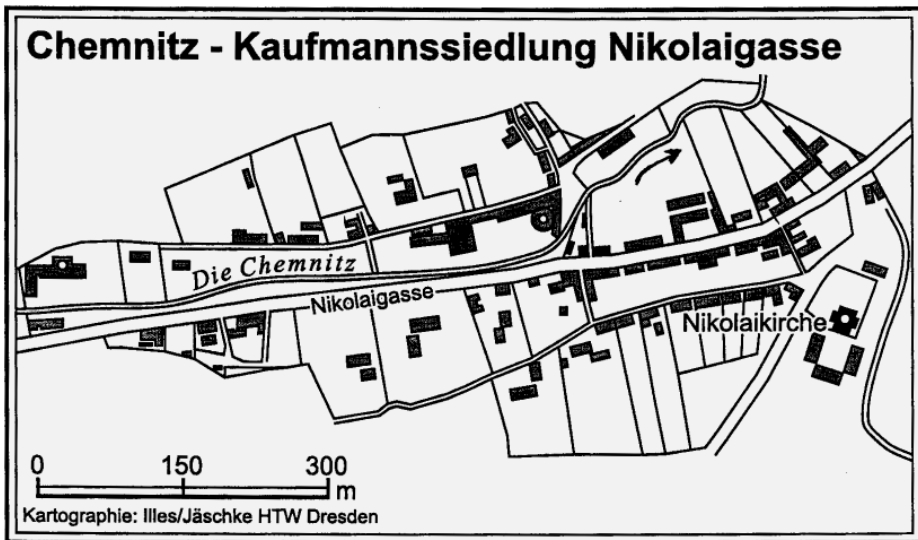 Chemnitz - Kaufmannssiedlung Nikolaigasse
Die Chemnitz
Nikolaigasse
Nikolaikirche
0 150 300
m
Kartographie: Illes/Jäschke HTW Dresden